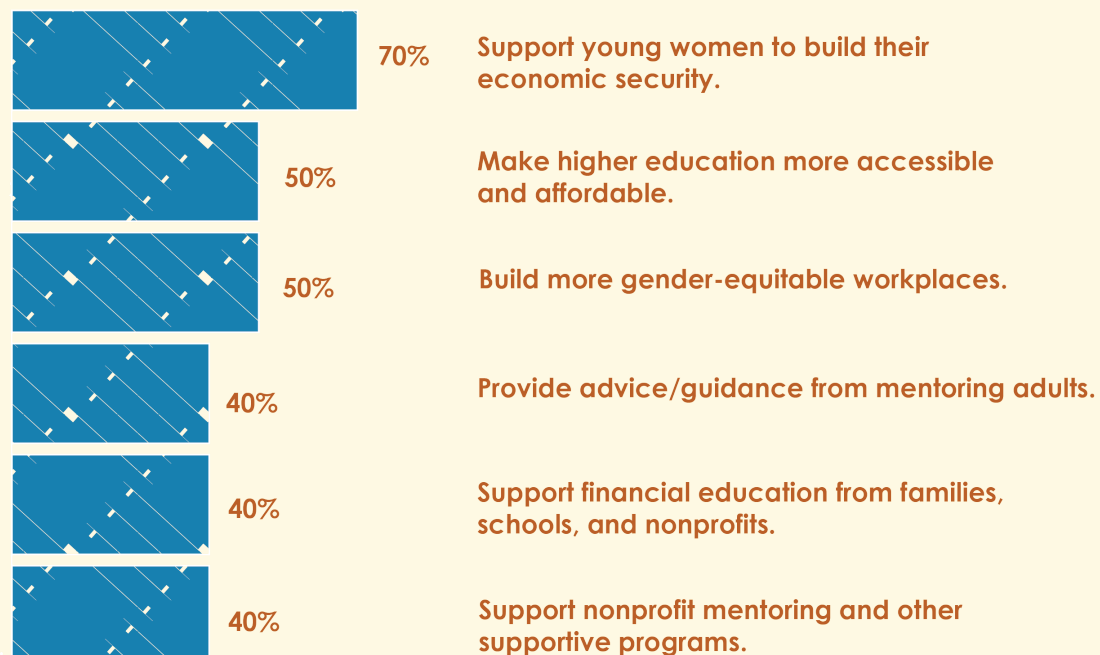 70%
Support young women to build their
economic security.
50%
Make higher education more accessible
and affordable.
50%
Build more gender-equitable workplaces.
40%
Provide advice/guidance from mentoring adults.
40%
Support financial education from families,
schools, and nonprofits.
40%
Support nonprofit mentoring and other
supportive programs.